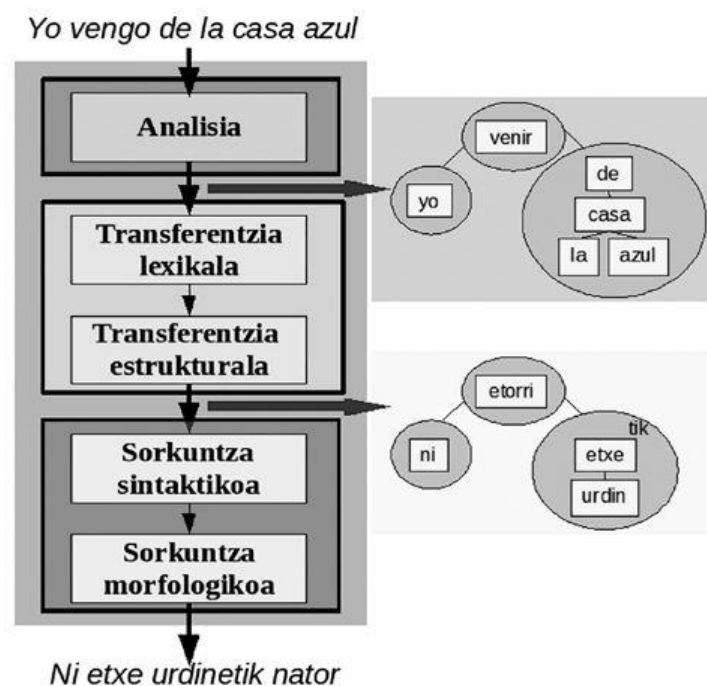 Yo vengo de la casa azul
Analisia
Transferentzia
lexikala
Transferentzia
estrukturala
Sorkuntza
sintaktikoa
Sorkuntza
morfologikoa
Ni etxe urdinetik nator
venir
yo
de
casa
la azul
etorri
ni
tik
etxe
urdin